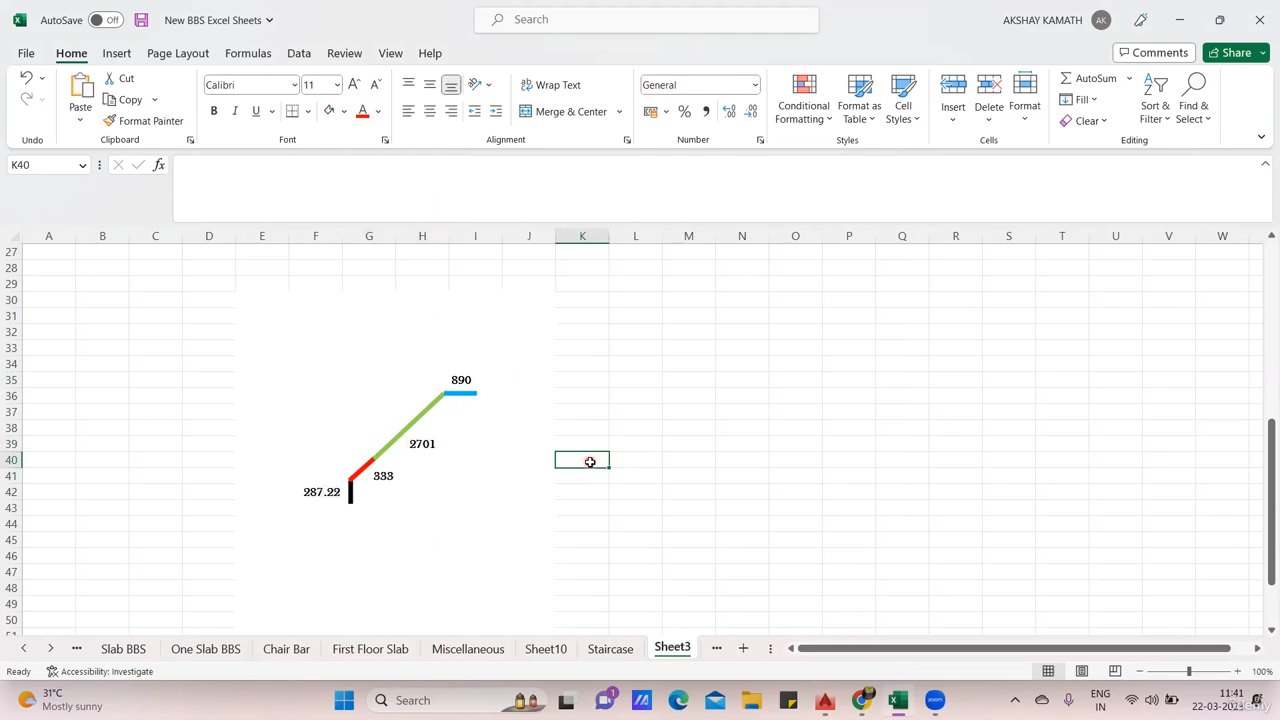 AutoSave Off New BBS Excel Sheets Search AKSHAY KAMATH AK
File Home Insert Page Layout Formulas Data Review View Help Comments Share
Cut Copy Format Painter Paste
Calibri 11 B I U A
Wrap Text Merge & Center
General
Conditional Formatting Format as Table Cell Styles
Insert Delete Format
AutoSum Fill Clear Sort & Filter Find & Select
Undo Clipboard Font Alignment Number Styles Cells Editing
K40 fx
A B C D E F G H I J K L M N O P Q R S T U V W
27
28
29
30
31
32
33
34
35 890
36
37
38
39 2701
40
41 333
42 287.22
43
44
45
46
47
48
49
50
51
Slab BBS One Slab BBS Chair Bar First Floor Slab Miscellaneous Sheet10 Staircase Sheet3
Ready Accessibility: Investigate 100%
31°C Mostly sunny Search 1 ENG IN 11:41 22-03-202